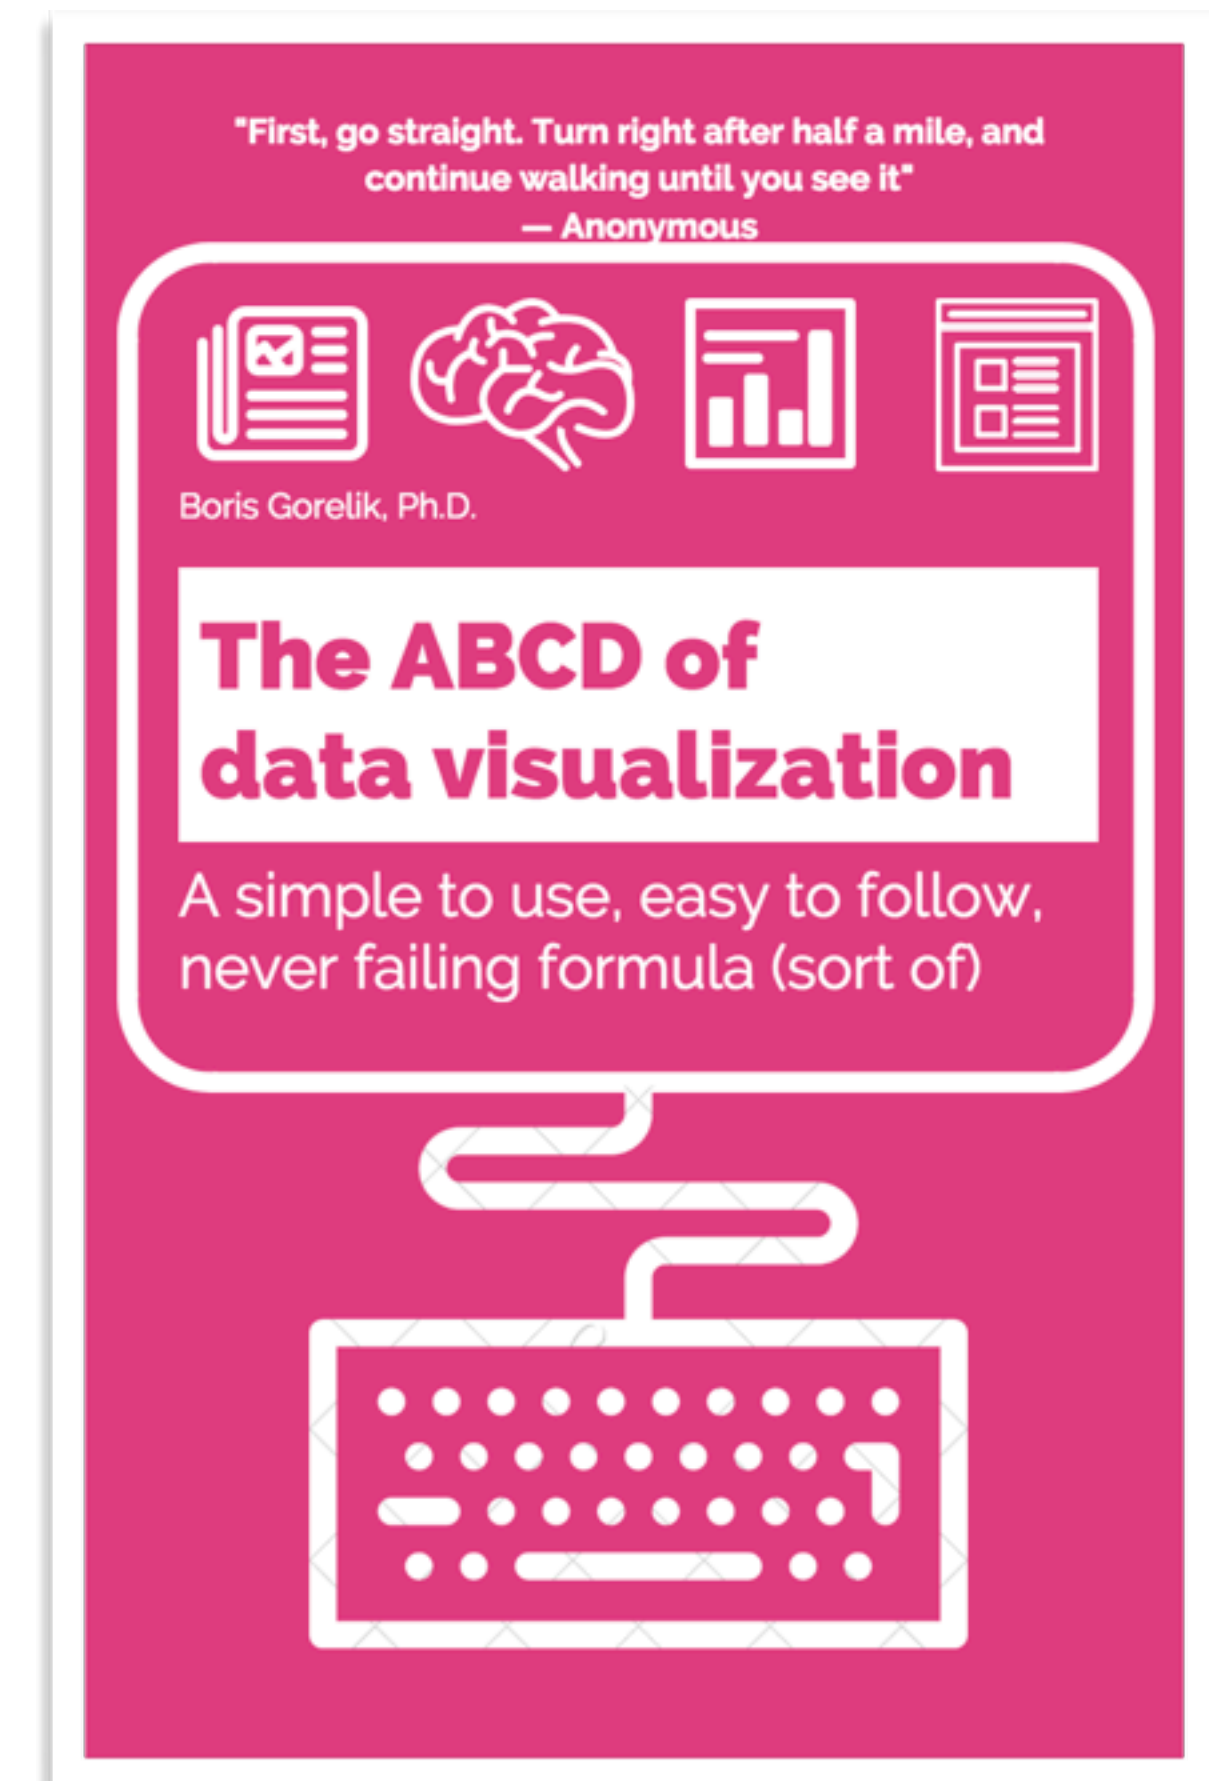 "First, go straight. Turn right after half a mile, and
continue walking until you see it"
— Anonymous
Boris Gorelik, Ph.D.
The ABCD of
data visualization
A simple to use, easy to follow,
never failing formula (sort of)